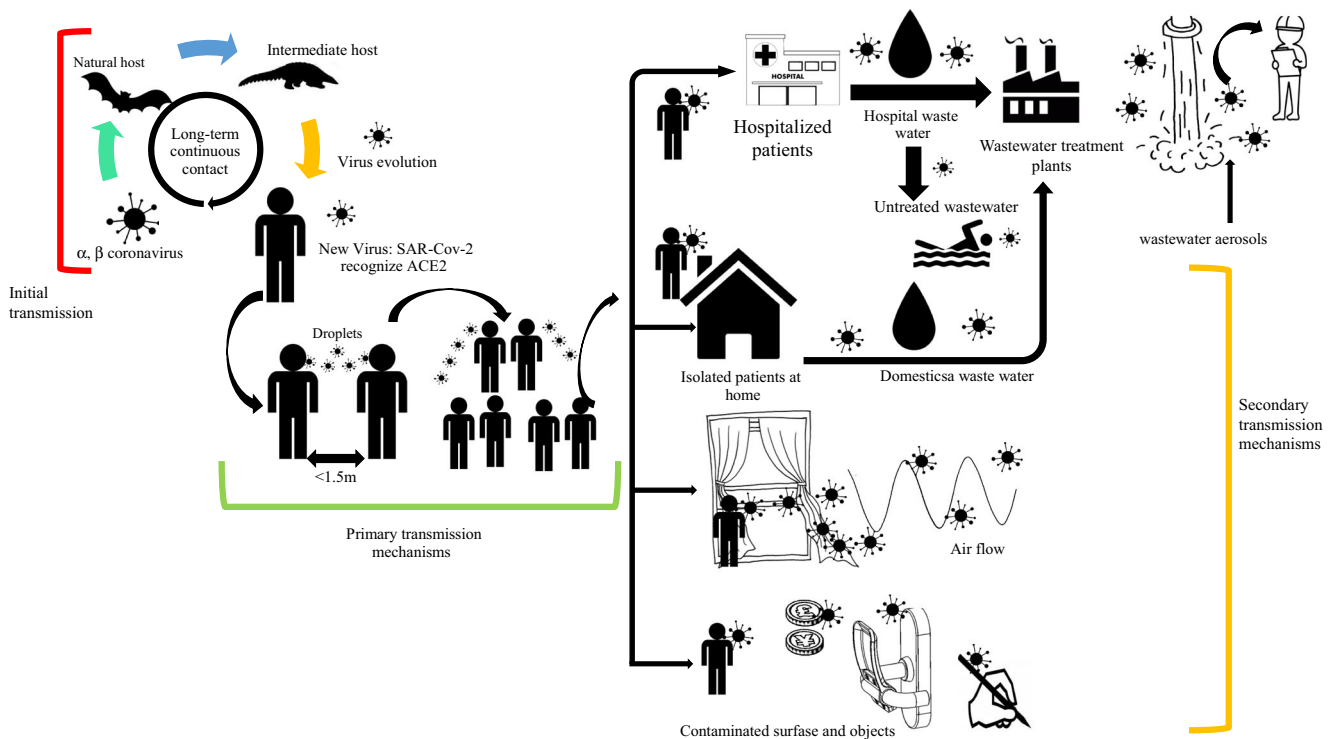 Natural host
Intermediate host
Long-term
continuous
contact
Virus evolution
α, β coronavirus
New Virus: SAR-Cov-2
recognize ACE2
Initial
transmission
Droplets
<1.5m
Primary transmission
mechanisms
HOSPITAL
Hospitalized
patients
Hospital waste
water
Wastewater treatment
plants
Untreated wastewater
wastewater aerosols
Isolated patients at
home
Domesticsa waste water
Air flow
£
¥
Contaminated surfase and objects
Secondary
transmission
mechanisms